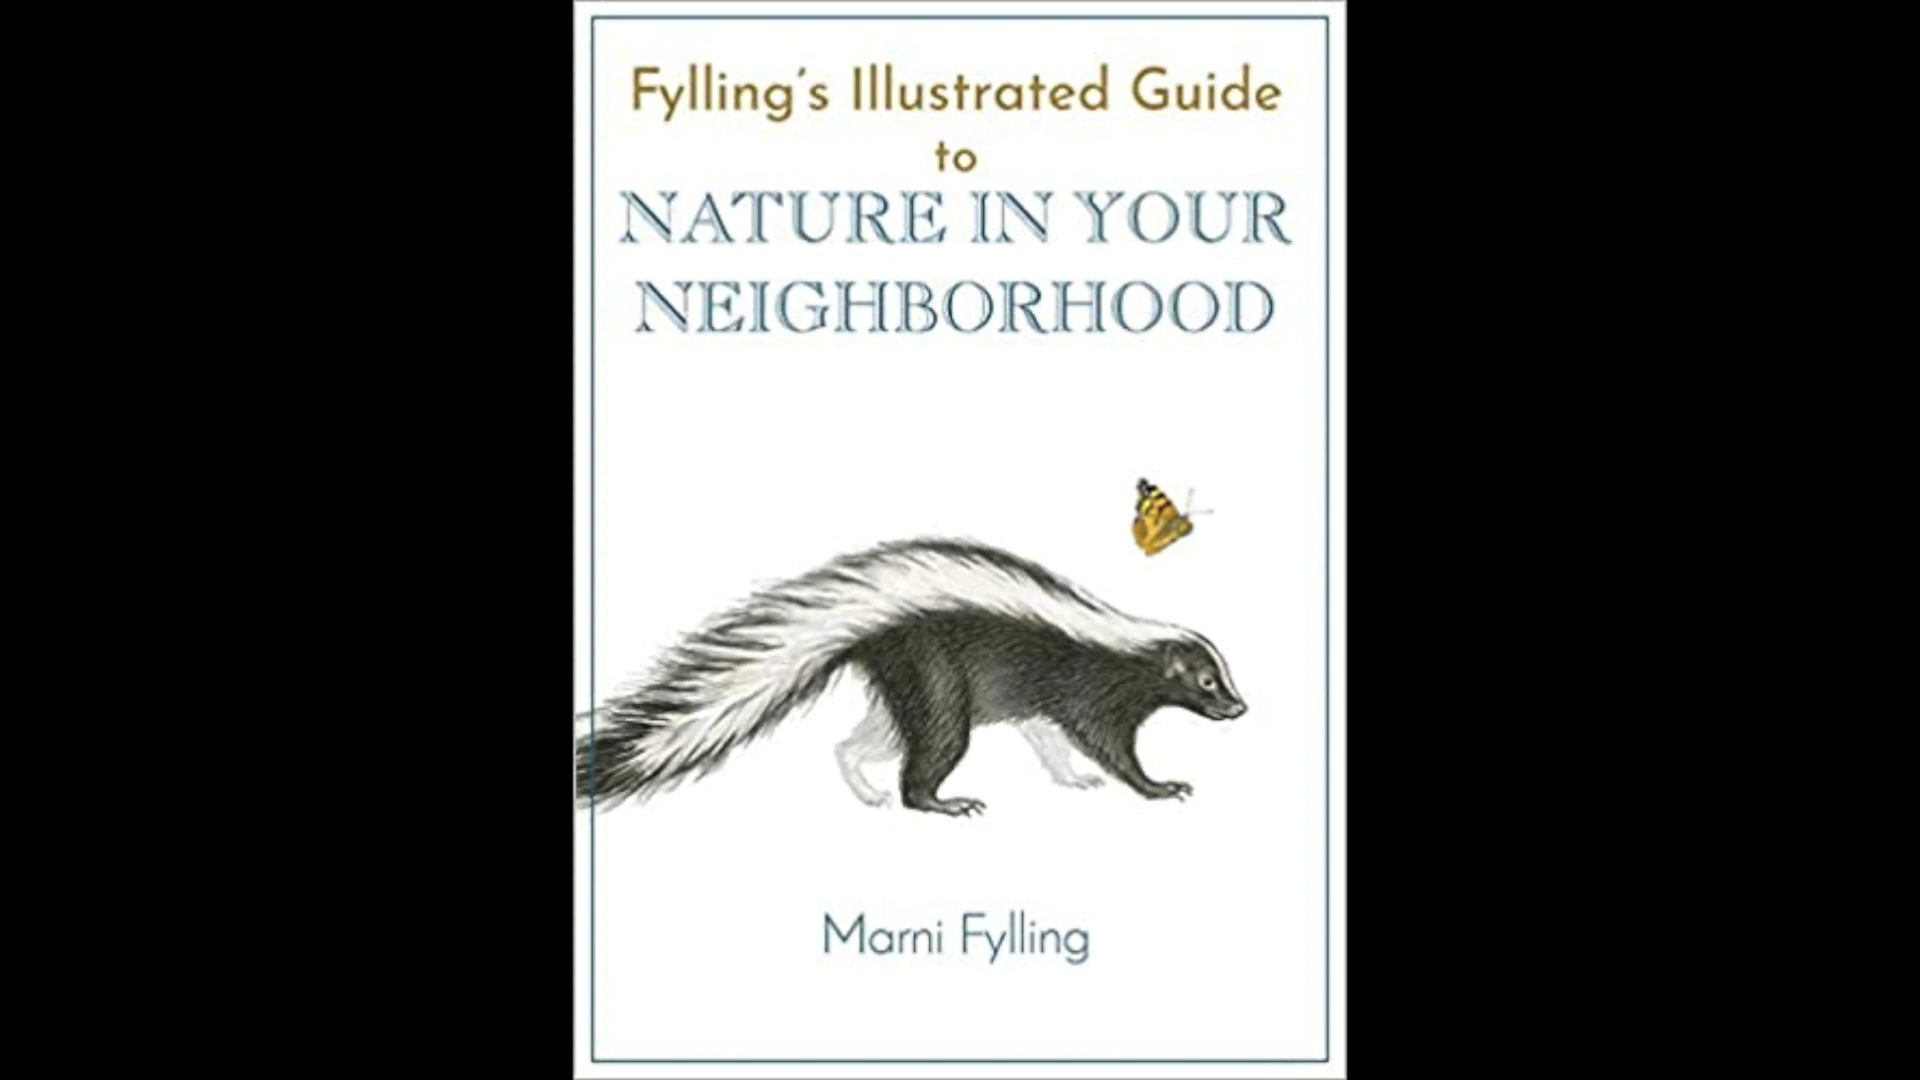 Fylling's Illustrated Guide
to
NATURE IN YOUR
NEIGHBORHOOD
Marni Fylling